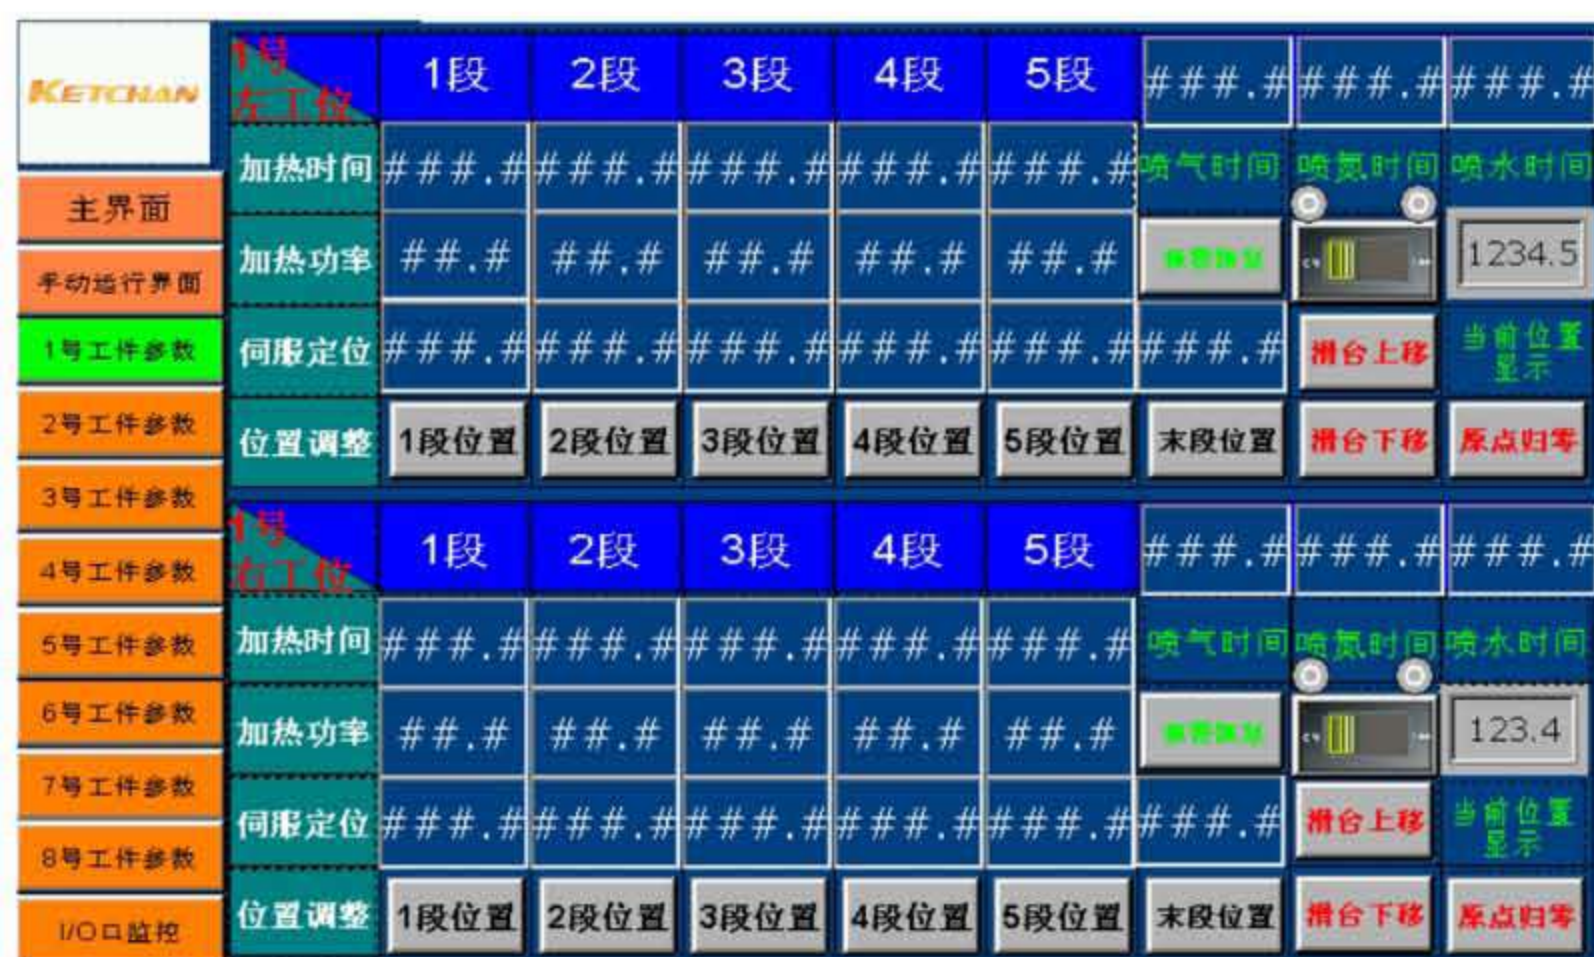 KETCHAN
主界面
手动运行界面
1号工件参数
2号工件参数
3号工件参数
4号工件参数
5号工件参数
6号工件参数
7号工件参数
8号工件参数
I/O口监控
1号
左工位
1段 2段 3段 4段 5段 ###.# ###.# ###.#
加热时间 ###.# ###.# ###.# ###.# ###.# 喷气时间 喷氮时间 喷水时间
加热功率 ##.# ##.# ##.# ##.# ##.# 1234.5
伺服定位 ###.# ###.# ###.# ###.# ###.# ###.# 滑台上移 当前位置
显示
位置调整 1段位置 2段位置 3段位置 4段位置 5段位置 末段位置 滑台下移 原点归零
1号
右工位
1段 2段 3段 4段 5段 ###.# ###.# ###.#
加热时间 ###.# ###.# ###.# ###.# ###.# 喷气时间 喷氮时间 喷水时间
加热功率 ##.# ##.# ##.# ##.# ##.# 123.4
伺服定位 ###.# ###.# ###.# ###.# ###.# ###.# 滑台上移 当前位置
显示
位置调整 1段位置 2段位置 3段位置 4段位置 5段位置 末段位置 滑台下移 原点归零